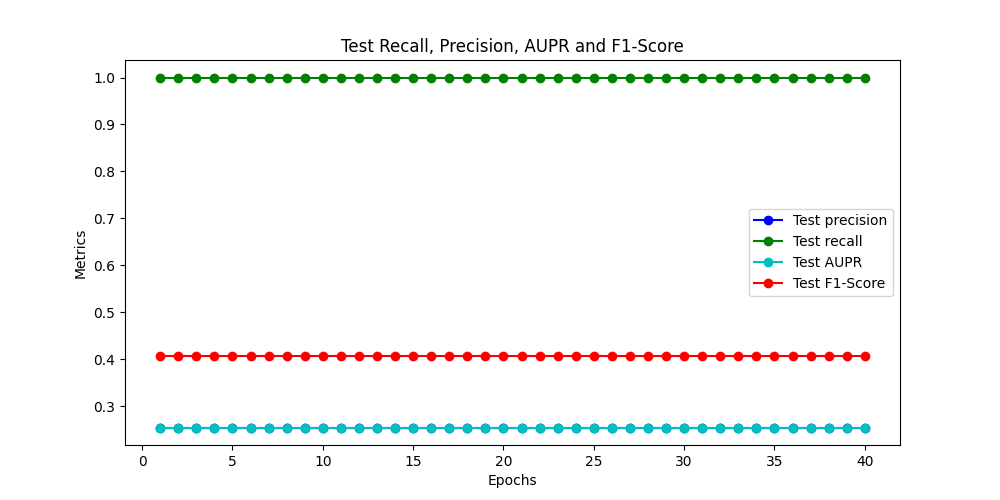 Test Recall, Precision, AUPR and F1-Score
1.0
0.9
0.8
0.7
0.6
0.5
0.4
0.3
Metrics
Test precision
Test recall
Test AUPR
Test F1-Score
0 5 10 15 20 25 30 35 40
Epochs